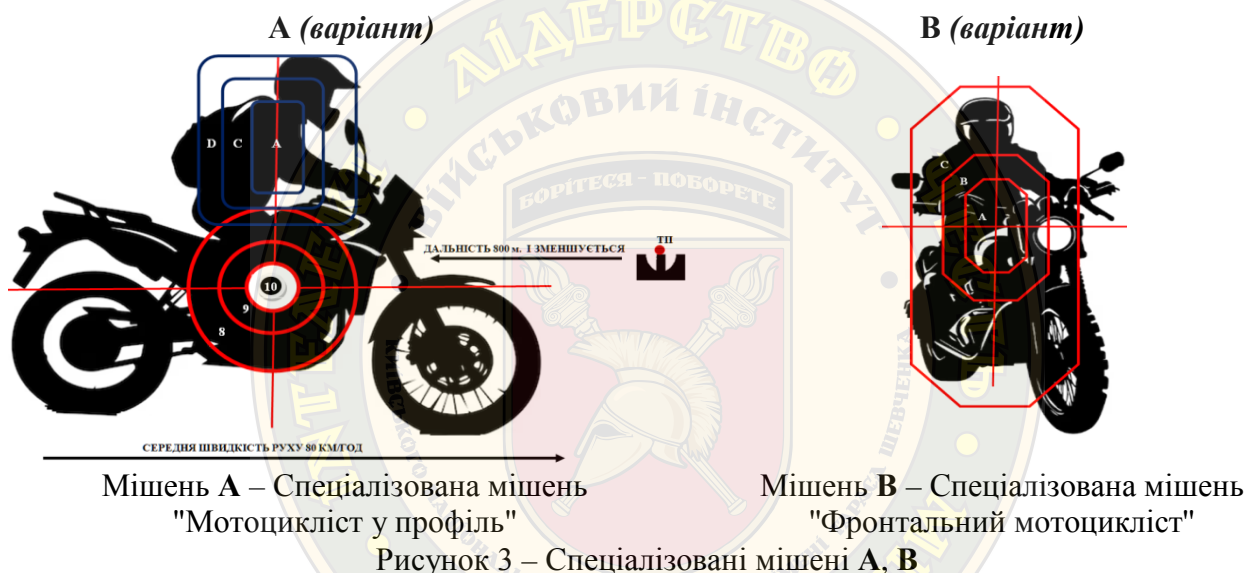 А (варіант)
В (варіант)
ЛІДЕРСТВО
ВІЙСЬКОВИЙ ІНСТИТУТ
БОРІТЕСЯ - ПОБОРЕТЕ
D C A
10
9
8
ДАЛЬНІСТЬ 800 м. І ЗМЕНШУЄТЬСЯ
ТП
C
B
A
СЕРЕДНЯ ШВИДКІСТЬ РУХУ 80 КМ/ГОД
Мішень А – Спеціалізована мішень
"Мотоцикліст у профіль"
Мішень В – Спеціалізована мішень
"Фронтальний мотоцикліст"
Рисунок 3 – Спеціалізовані мішені А, В